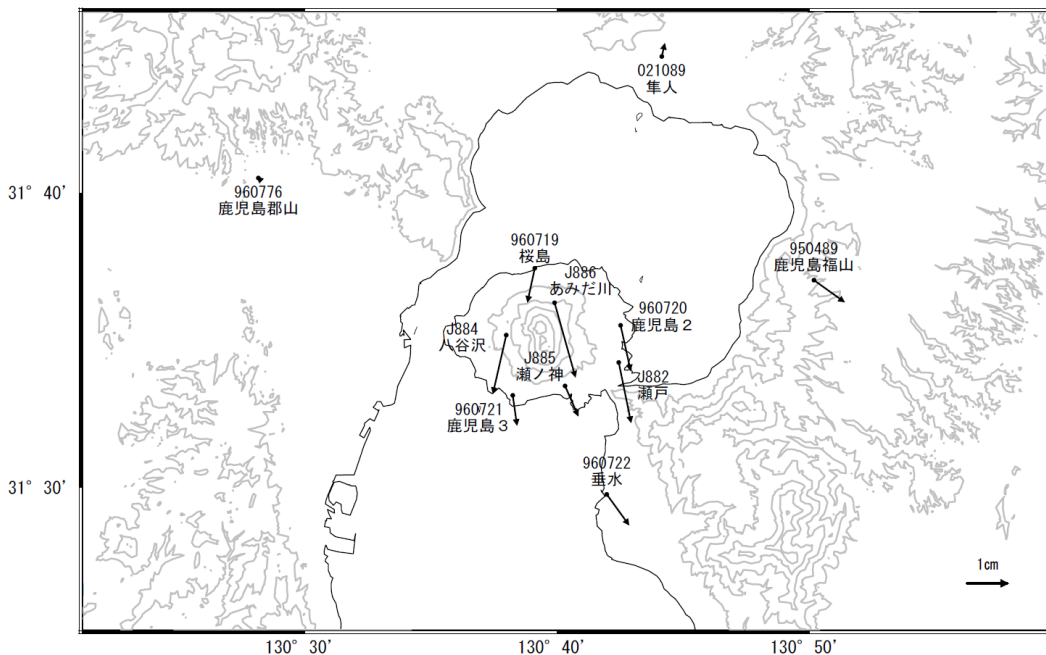 021089
隼人
31° 40'
960776
鹿児島郡山
960719
桜島
J886
あみだ川
950489
鹿児島福山
960720
鹿児島２
J884
八谷沢
J885
瀬ノ神
J882
瀬戸
960721
鹿児島３
960722
垂水
31° 30'
1cm
130° 30'
130° 40'
130° 50'